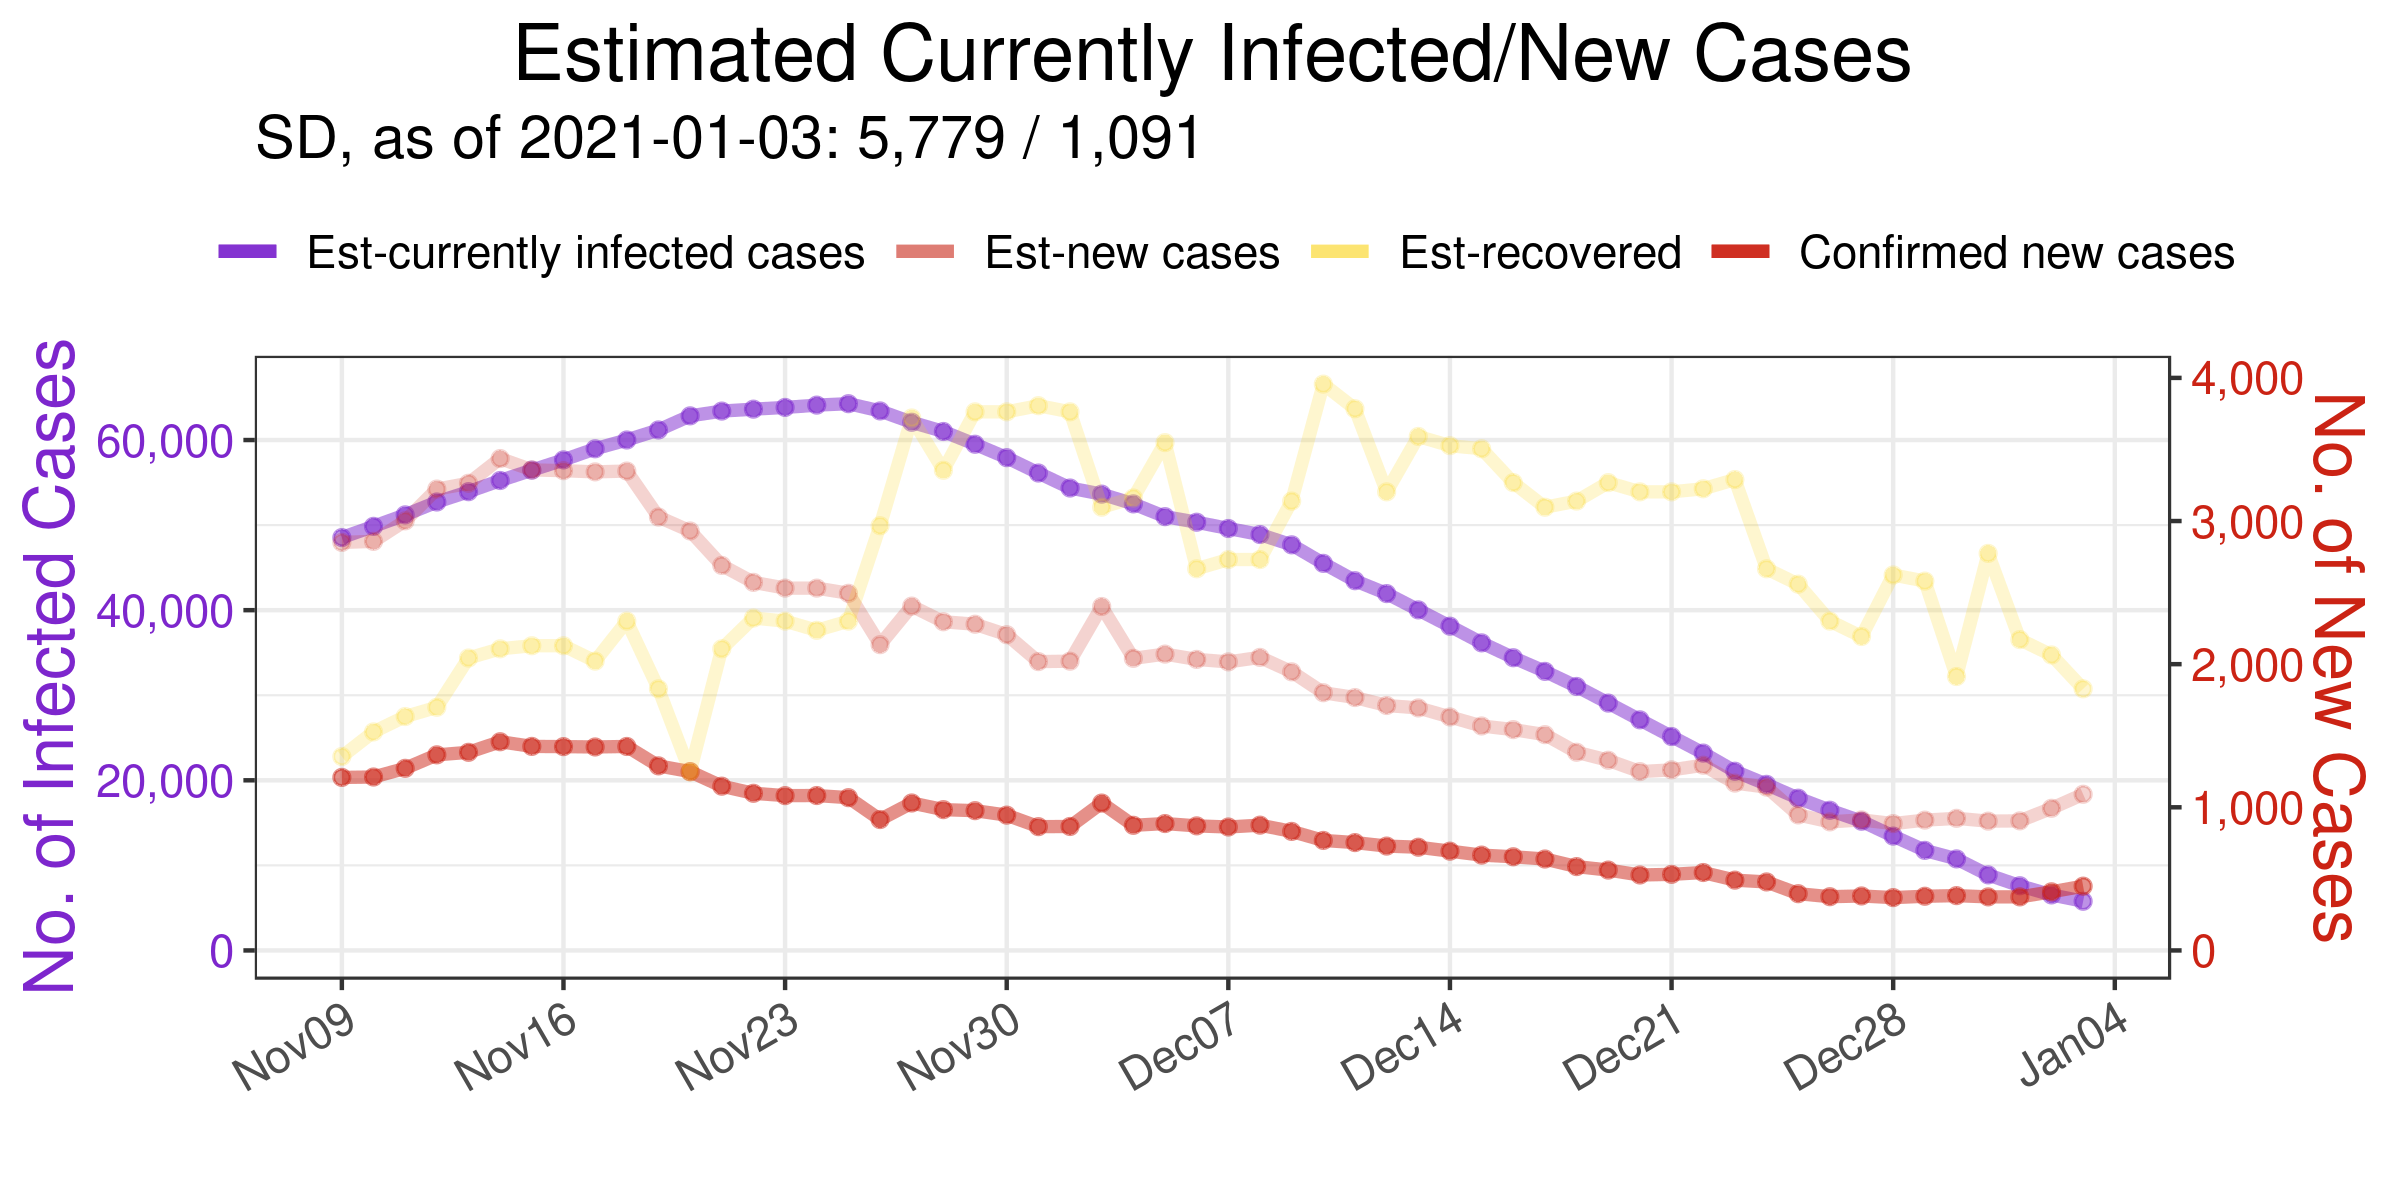 Estimated Currently Infected/New Cases
SD, as of 2021-01-03: 5,779 / 1,091
Est-currently infected cases Est-new cases Est-recovered Confirmed new cases
No. of Infected Cases
60,000
40,000
20,000
0
4,000
3,000
2,000
1,000
0
No. of New Cases
Nov09 Nov16 Nov23 Nov30 Dec07 Dec14 Dec21 Dec28 Jan04